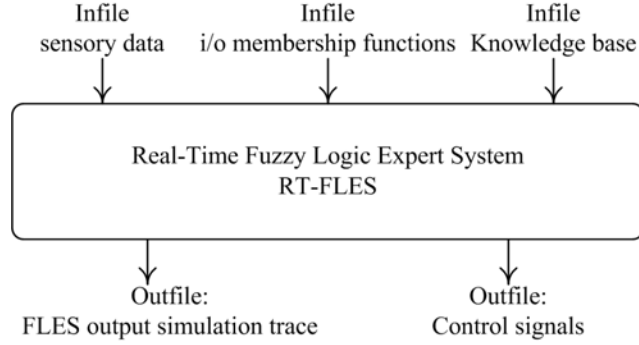 Infile
sensory data
Infile
i/o membership functions
Infile
Knowledge base
Real-Time Fuzzy Logic Expert System
RT-FLES
Outfile:
FLES output simulation trace
Outfile:
Control signals